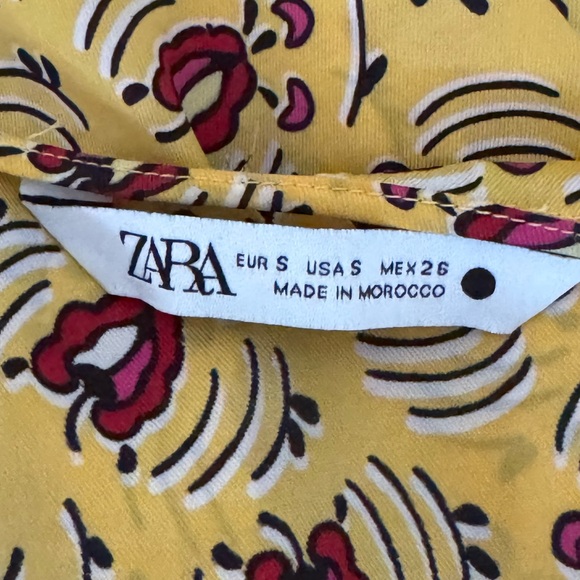 ZARA
EUR S USA S MEX 26
MADE IN MOROCCO